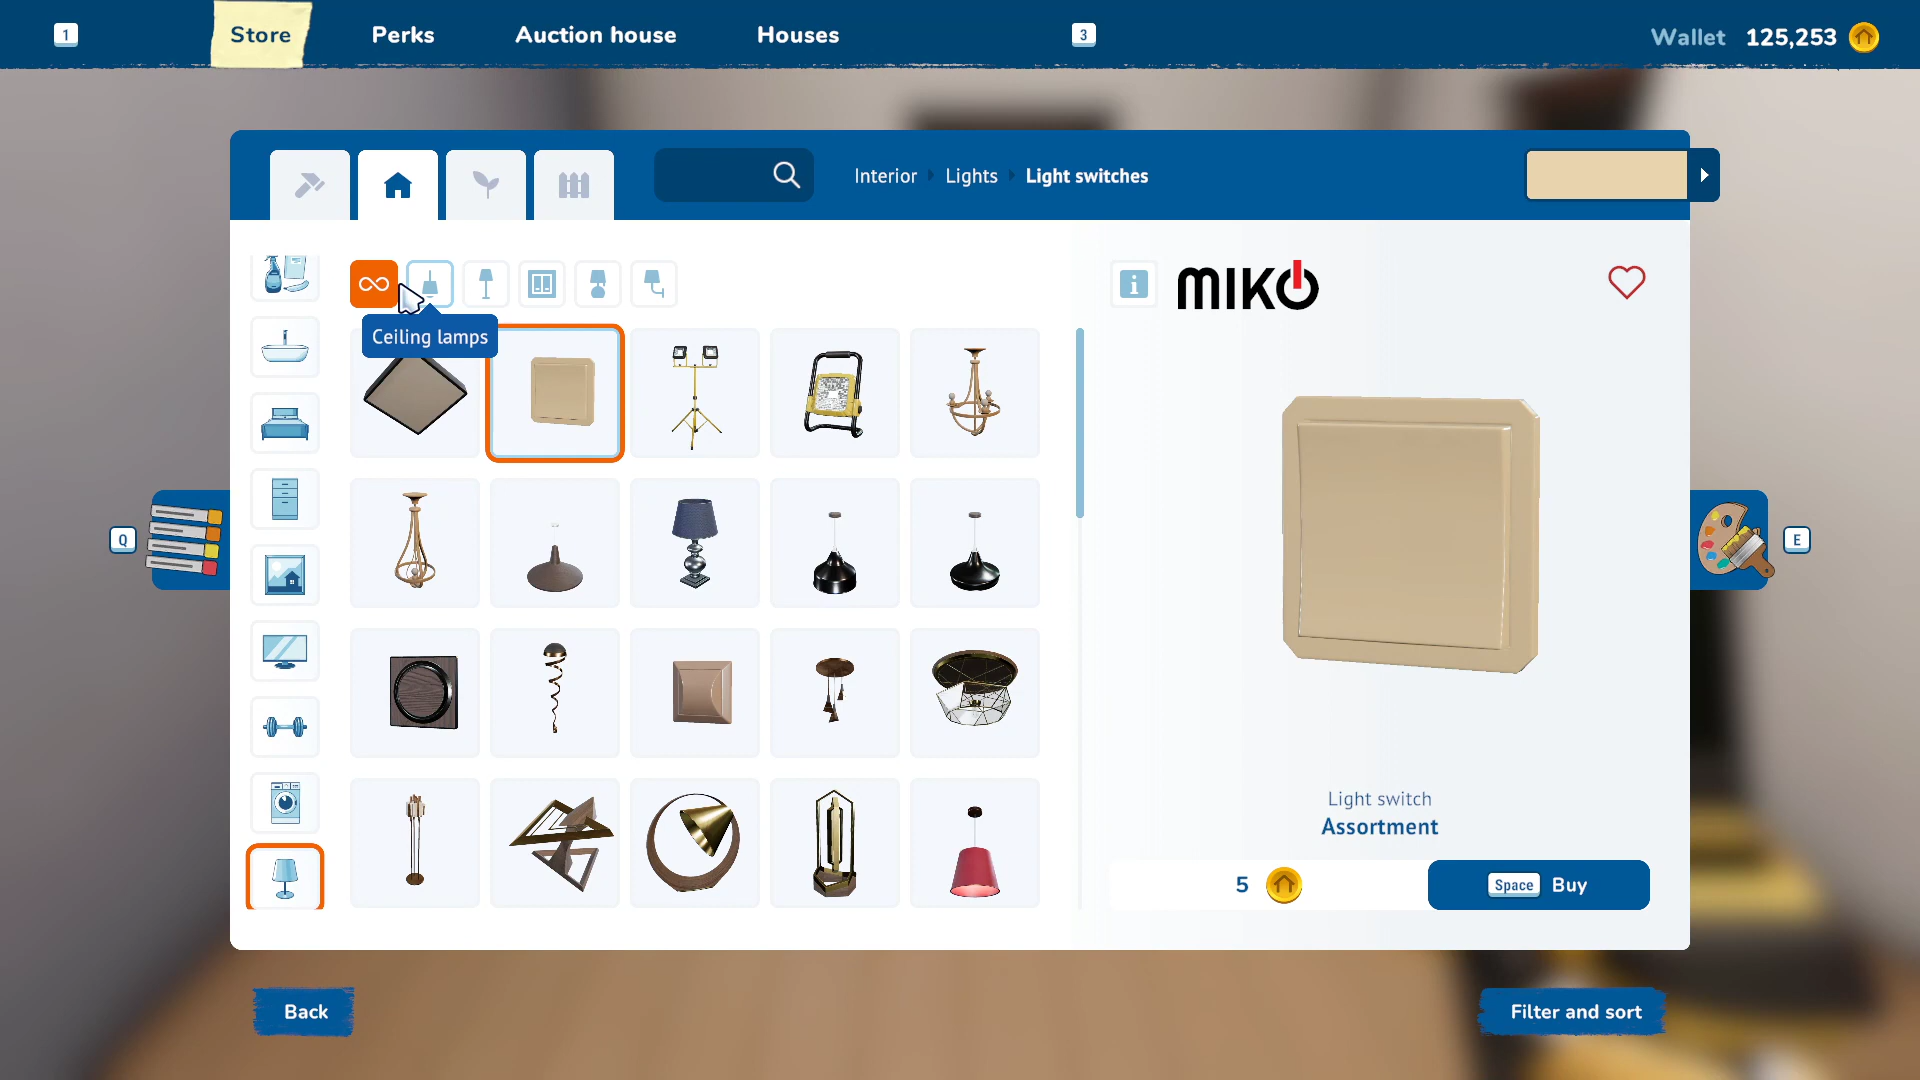 1
Store
Perks
Auction house
Houses
3
Wallet 125,253
Interior
Lights
Light switches
Ceiling lamps
i
MIKO
Q
E
Light switch
Assortment
5
Space Buy
Back
Filter and sort